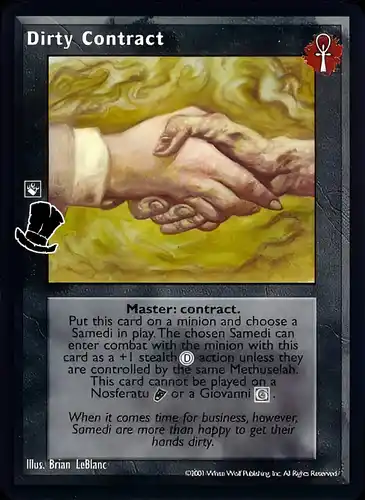 Dirty Contract
Master: contract.
Put this card on a minion and choose a
Samedi in play. The chosen Samedi can
enter combat with the minion with this
card as a +1 stealth D action unless they
are controlled by the same Methuselah.
This card cannot be played on a
Nosferatu or a Giovanni G.
When it comes time for business, however,
Samedi are more than happy to get their
hands dirty.
Illus. Brian LeBlanc
©2001 White Wolf Publishing, Inc. All Rights Reserved.